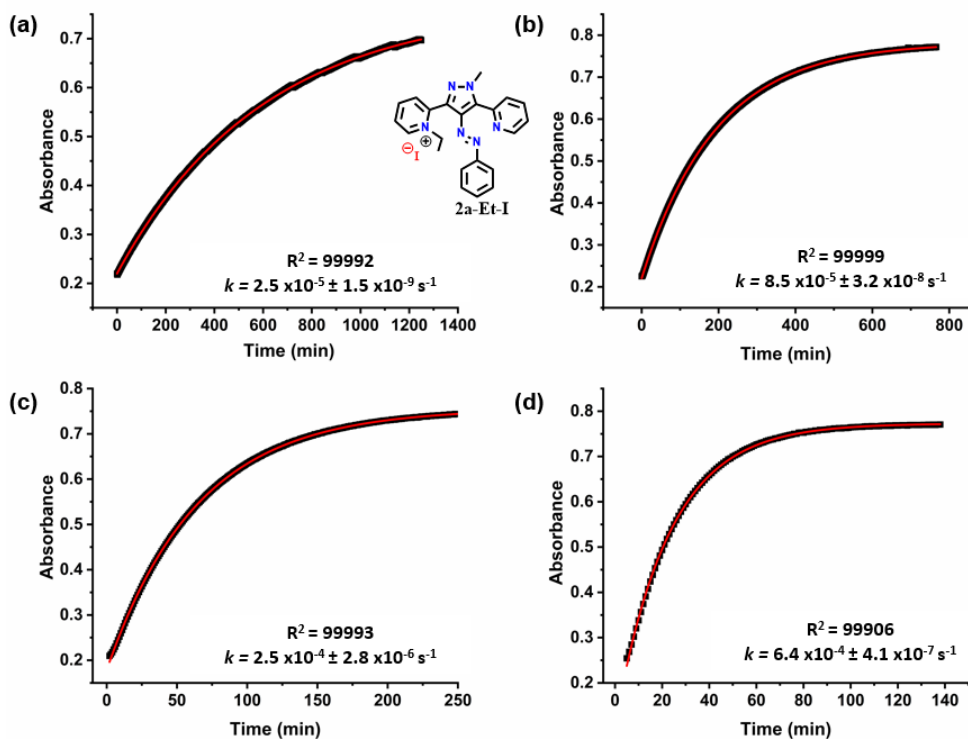 (a)
0.7
0.6
0.5
0.4
0.3
0.2
Absorbance
0 200 400 600 800 1000 1200 1400
Time (min)
R² = 99992
k = 2.5 x10⁻⁵ ± 1.5 x10⁻⁹ s⁻¹
N N
N N
N
N
⊖ I ⊕
2a-Et-I
(b)
0.8
0.7
0.6
0.5
0.4
0.3
0.2
Absorbance
0 200 400 600 800
Time (min)
R² = 99999
k = 8.5 x10⁻⁵ ± 3.2 x10⁻⁸ s⁻¹
(c)
0.8
0.7
0.6
0.5
0.4
0.3
0.2
Absorbance
0 50 100 150 200 250
Time (min)
R² = 99993
k = 2.5 x10⁻⁴ ± 2.8 x10⁻⁶ s⁻¹
(d)
0.8
0.7
0.6
0.5
0.4
0.3
0.2
Absorbance
0 20 40 60 80 100 120 140
Time (min)
R² = 99906
k = 6.4 x10⁻⁴ ± 4.1 x10⁻⁷ s⁻¹